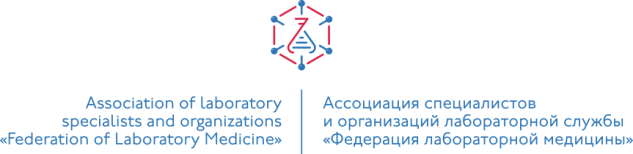 Association of laboratory
specialists and organizations
«Federation of Laboratory Medicine»
Ассоциация специалистов
и организаций лабораторной службы
«Федерация лабораторной медицины»